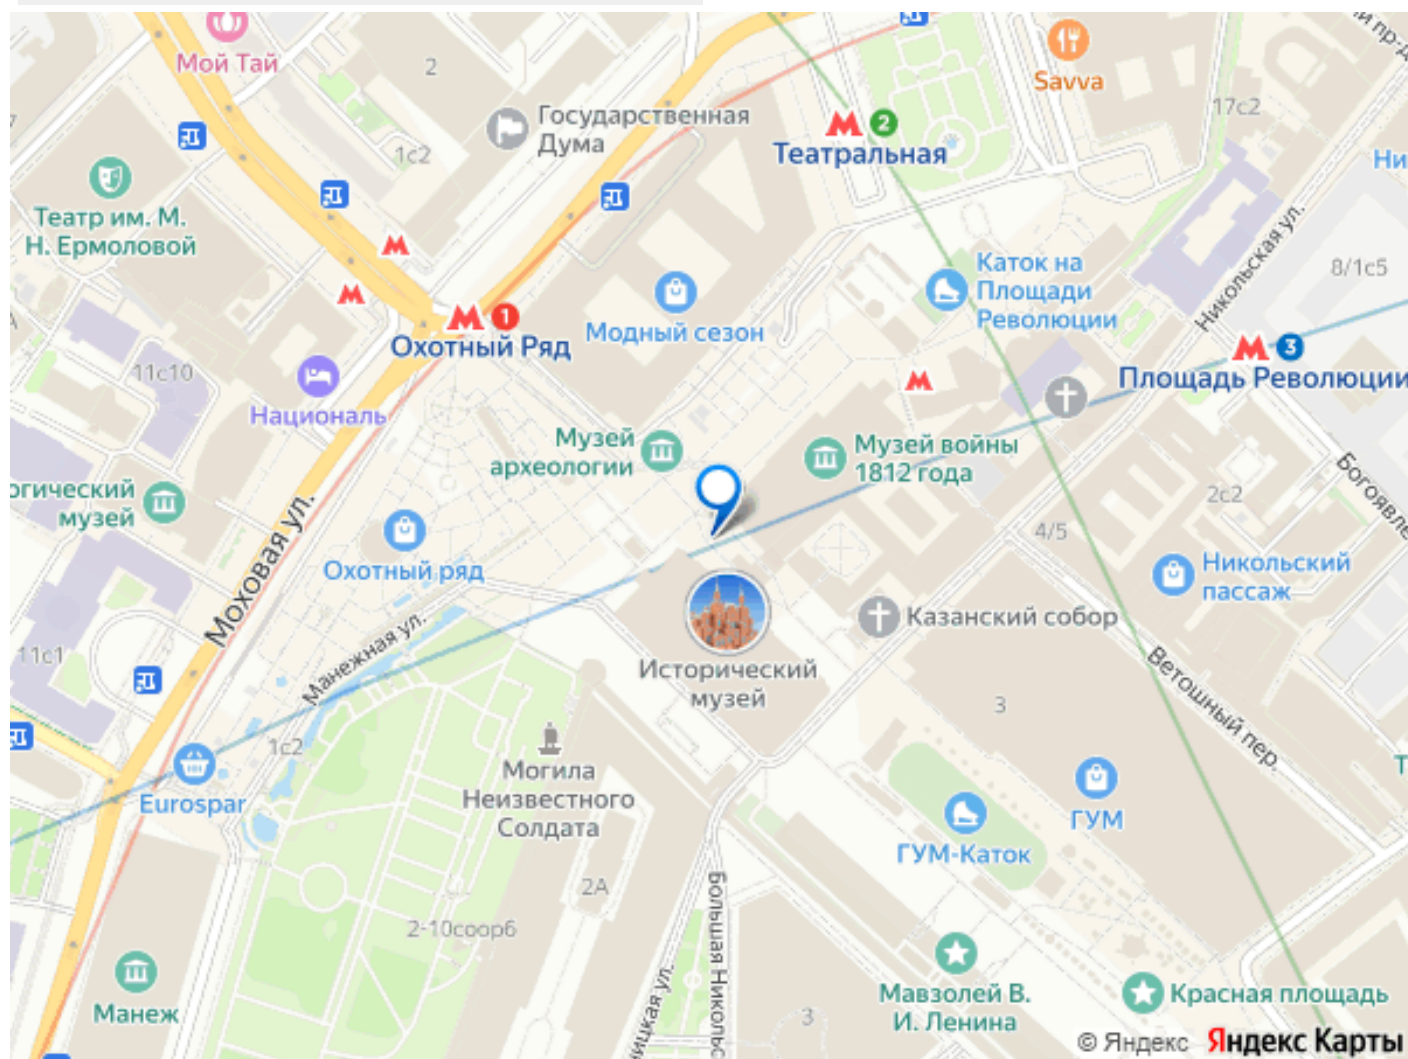 Мой Тай
2
Государственная
Дума
1с2
Savva
17с2
2
Театральная
Театр им. М.
Н. Ермоловой
Каток на
Площади
Революции
Никольская ул.
8/1с5
1
Охотный Ряд
Модный сезон
3
Площадь Революции
11с10
Националь
Музей
археологии
Музей войны
1812 года
музей
Моховая ул.
Охотный ряд
2с2
4/5
Никольский
пассаж
Казанский собор
Манежная ул.
11с1
Исторический
музей
Ветошный пер.
3
1с2
Eurospar
Могила
Неизвестного
Солдата
ГУМ
ГУМ-Каток
2А
2-10соор6
Манеж
Мавзолей В.
И. Ленина
Красная площадь
3
© Яндекс Яндекс Карты